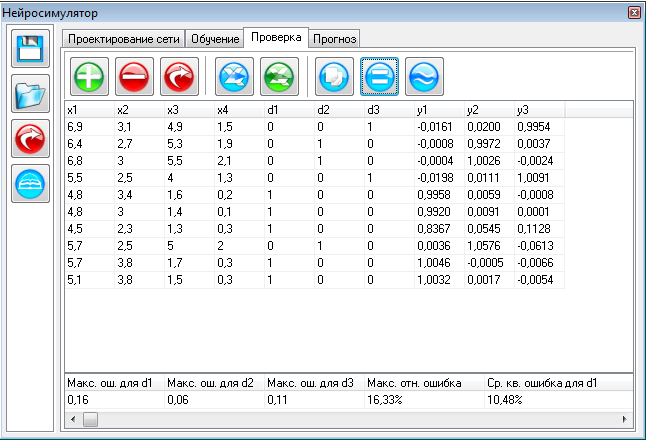 Нейросимулятор
Проектирование сети Обучение Проверка Прогноз
x1 x2 x3 x4 d1 d2 d3 y1 y2 y3
6,9 3,1 4,9 1,5 0 0 1 -0,0161 0,0200 0,9954
6,4 2,7 5,3 1,9 0 1 0 -0,0008 0,9972 0,0037
6,8 3 5,5 2,1 0 1 0 -0,0004 1,0026 -0,0024
5,5 2,5 4 1,3 0 0 1 -0,0198 0,0111 1,0091
4,8 3,4 1,6 0,2 1 0 0 0,9958 0,0059 -0,0008
4,8 3 1,4 0,1 1 0 0 0,9920 0,0091 0,0001
4,5 2,3 1,3 0,3 1 0 0 0,8367 0,0545 0,1128
5,7 2,5 5 2 0 1 0 0,0036 1,0576 -0,0613
5,7 3,8 1,7 0,3 1 0 0 1,0046 -0,0005 -0,0066
5,1 3,8 1,5 0,3 1 0 0 1,0032 0,0017 -0,0054
Макс. ош. для d1 Макс. ош. для d2 Макс. ош. для d3 Макс. отн. ошибка Ср. кв. ошибка для d1
0,16 0,06 0,11 16,33% 10,48%